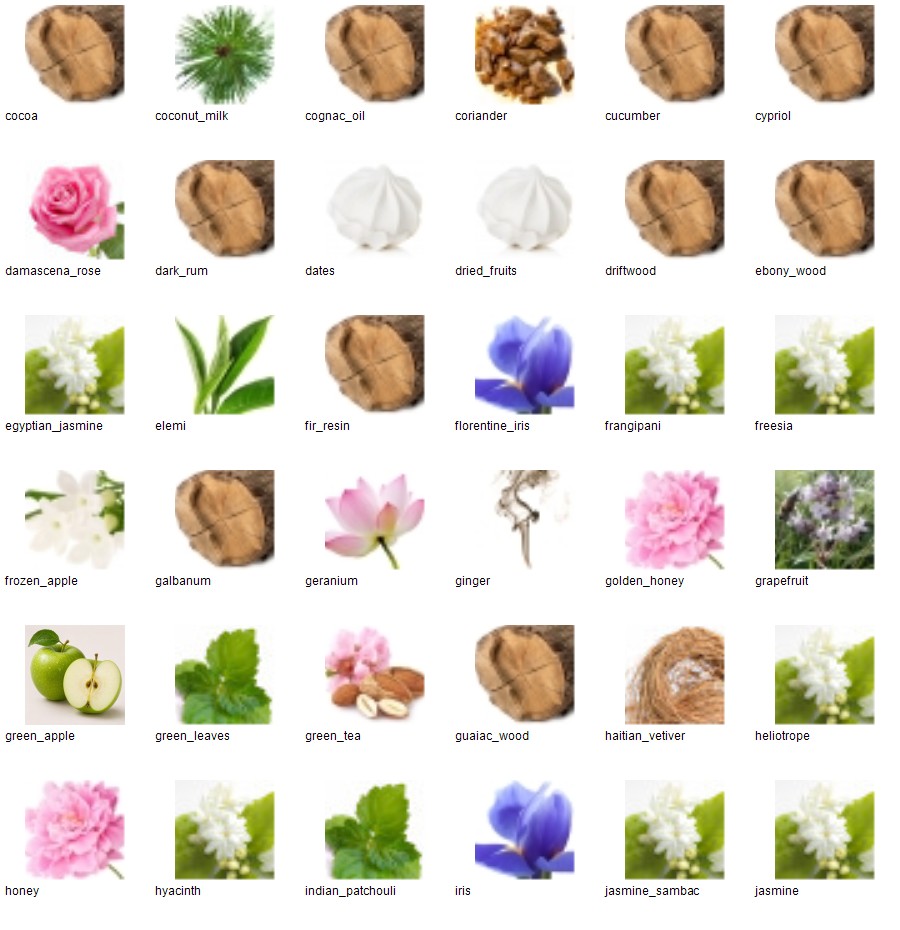 cocoa coconut_milk cognac_oil coriander cucumber cypriol
damascena_rose dark_rum dates dried_fruits driftwood ebony_wood
egyptian_jasmine elemi fir_resin florentine_iris frangipani freesia
frozen_apple galbanum geranium ginger golden_honey grapefruit
green_apple green_leaves green_tea guaiac_wood haitian_vetiver heliotrope
honey hyacinth indian_patchouli iris jasmine_sambac jasmine